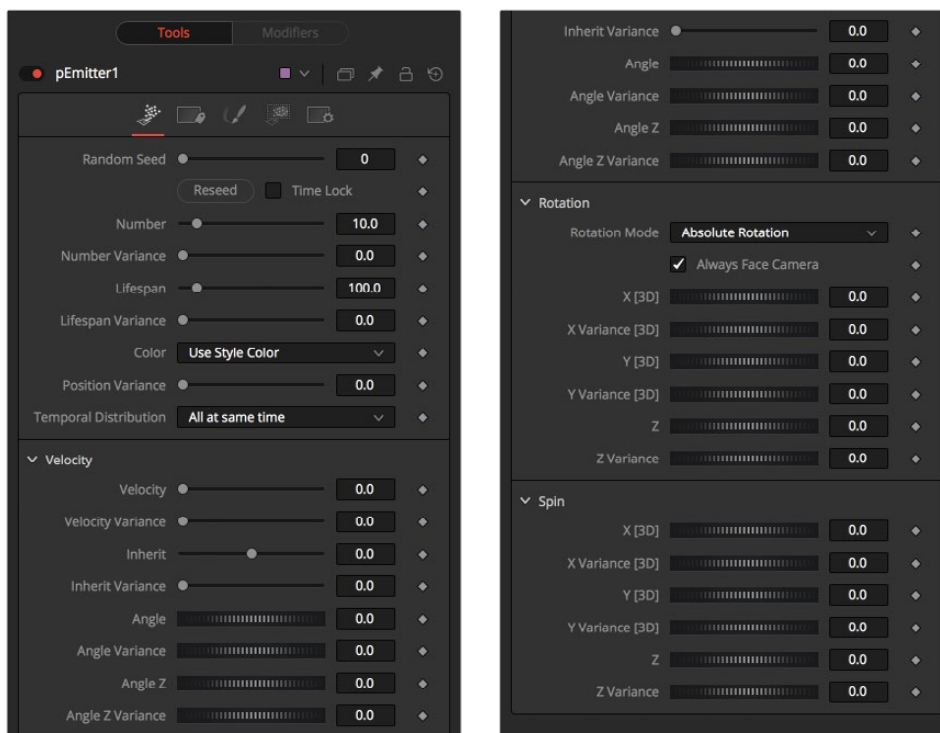 Tools Modifiers
pEmitter1
Random Seed 0
Reseed Time Lock
Number 10.0
Number Variance 0.0
Lifespan 100.0
Lifespan Variance 0.0
Color Use Style Color
Position Variance 0.0
Temporal Distribution All at same time
Velocity
Velocity 0.0
Velocity Variance 0.0
Inherit 0.0
Inherit Variance 0.0
Angle 0.0
Angle Variance 0.0
Angle Z 0.0
Angle Z Variance 0.0
Inherit Variance 0.0
Angle 0.0
Angle Variance 0.0
Angle Z 0.0
Angle Z Variance 0.0
Rotation
Rotation Mode Absolute Rotation
Always Face Camera
X [3D] 0.0
X Variance [3D] 0.0
Y [3D] 0.0
Y Variance [3D] 0.0
Z 0.0
Z Variance 0.0
Spin
X [3D] 0.0
X Variance [3D] 0.0
Y [3D] 0.0
Y Variance [3D] 0.0
Z 0.0
Z Variance 0.0